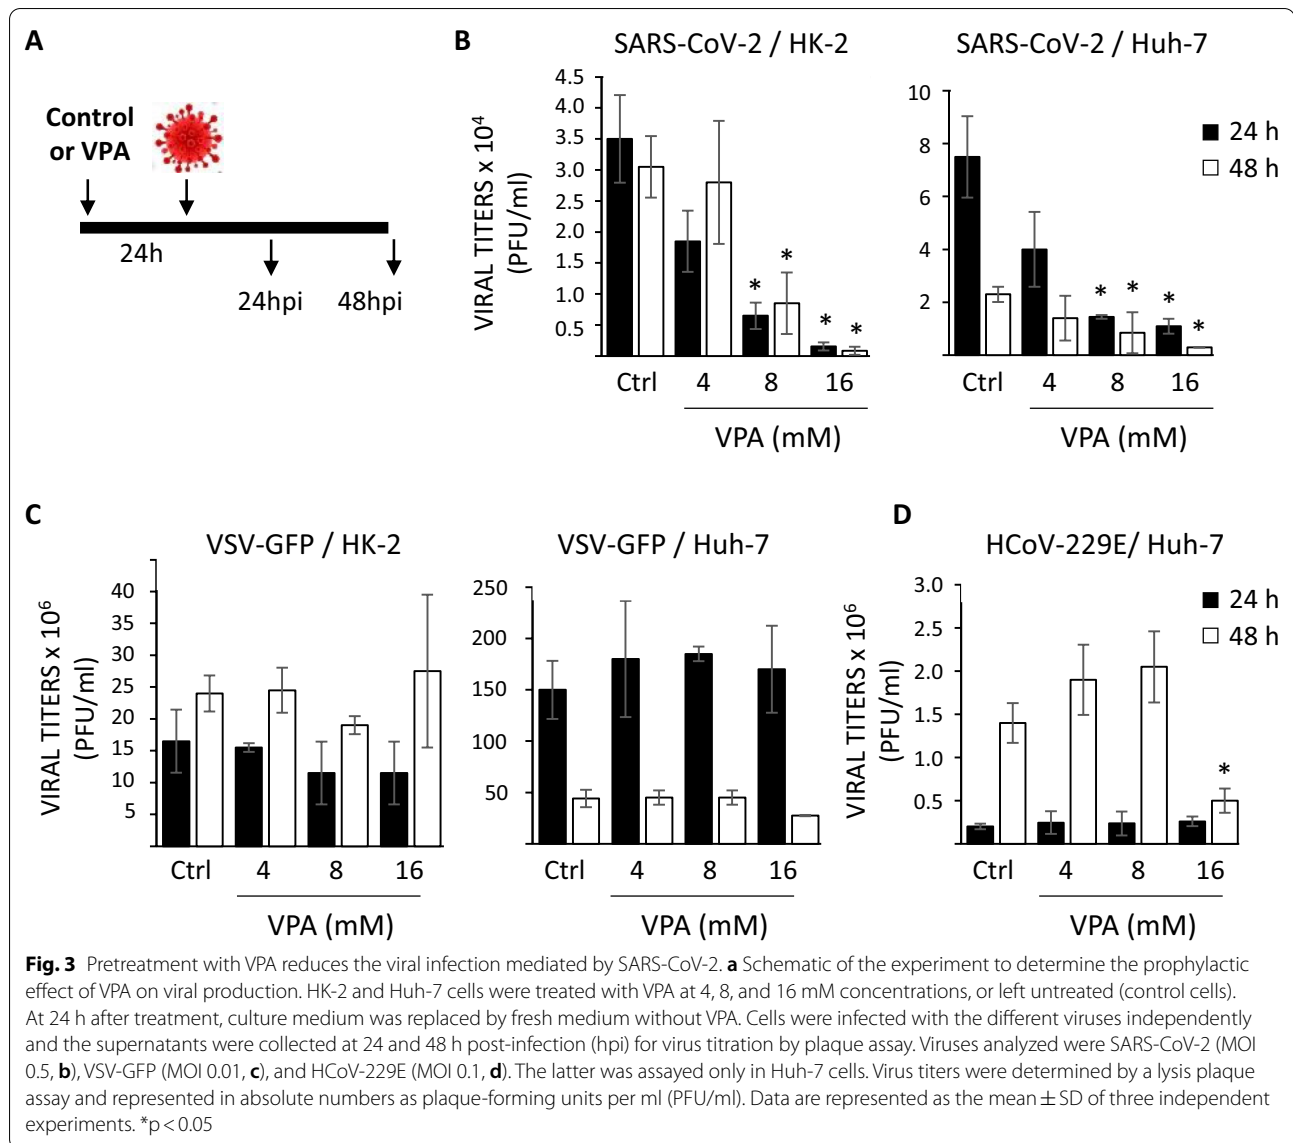 A
Control
or VPA
24h
24hpi 48hpi
B
SARS-CoV-2 / HK-2
VIRAL TITERS x 10⁴
(PFU/ml)
4.5
4.0
3.5
3.0
2.5
2.0
1.5
1.0
0.5
* * * *
Ctrl 4 8 16
VPA (mM)
SARS-CoV-2 / Huh-7
10
8
6
4
2
24 h
48 h
* * * *
Ctrl 4 8 16
VPA (mM)
C
VSV-GFP / HK-2
VIRAL TITERS x 10⁶
(PFU/ml)
40
35
30
25
20
15
10
5
Ctrl 4 8 16
VPA (mM)
VSV-GFP / Huh-7
250
200
150
100
50
Ctrl 4 8 16
VPA (mM)
D
HCoV-229E/ Huh-7
VIRAL TITERS x 10⁶
(PFU/ml)
3.0
2.5
2.0
1.5
1.0
0.5
24 h
48 h
*
Ctrl 4 8 16
VPA (mM)
Fig. 3 Pretreatment with VPA reduces the viral infection mediated by SARS-CoV-2. a Schematic of the experiment to determine the prophylactic
effect of VPA on viral production. HK-2 and Huh-7 cells were treated with VPA at 4, 8, and 16 mM concentrations, or left untreated (control cells).
At 24 h after treatment, culture medium was replaced by fresh medium without VPA. Cells were infected with the different viruses independently
and the supernatants were collected at 24 and 48 h post-infection (hpi) for virus titration by plaque assay. Viruses analyzed were SARS-CoV-2 (MOI
0.5, b), VSV-GFP (MOI 0.01, c), and HCoV-229E (MOI 0.1, d). The latter was assayed only in Huh-7 cells. Virus titers were determined by a lysis plaque
assay and represented in absolute numbers as plaque-forming units per ml (PFU/ml). Data are represented as the mean ± SD of three independent
experiments. *p < 0.05